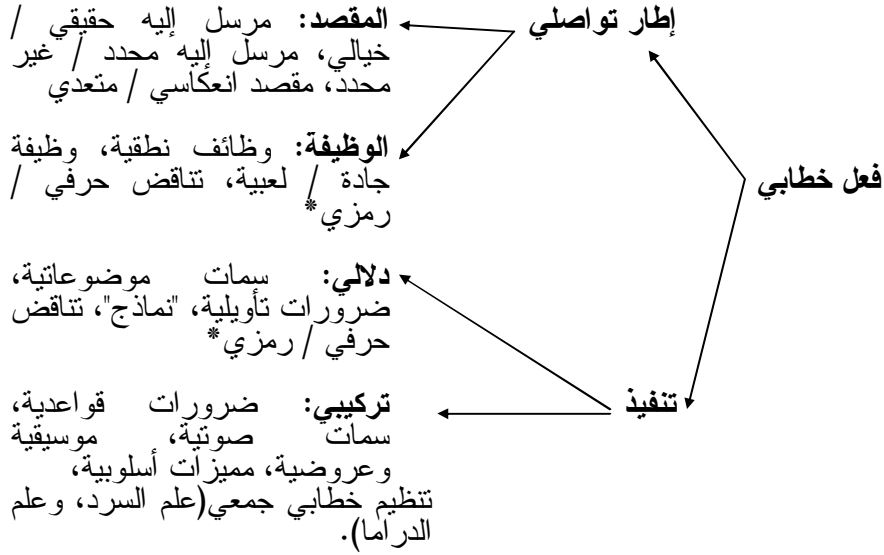 إطار تواصلي
المقصد: مرسل إليه حقيقي /
خيالي، مرسل إليه محدد / غير
محدد، مقصد انعكاسي / متعدي
الوظيفة: وظائف نطقية، وظيفة
جادة / لعبية، تناقض حرفي /
رمزي*
فعل خطابي
دلالي: سمات موضوعاتية،
ضرورات تأويلية، "نماذج"، تناقض
حرفي / رمزي*
تنفيذ
تركيبي: ضرورات قواعدية،
سمات صوتية، موسيقية
وعروضية، مميزات أسلوبية،
تنظيم خطابي جمعي(علم السرد، وعلم
الدراما).